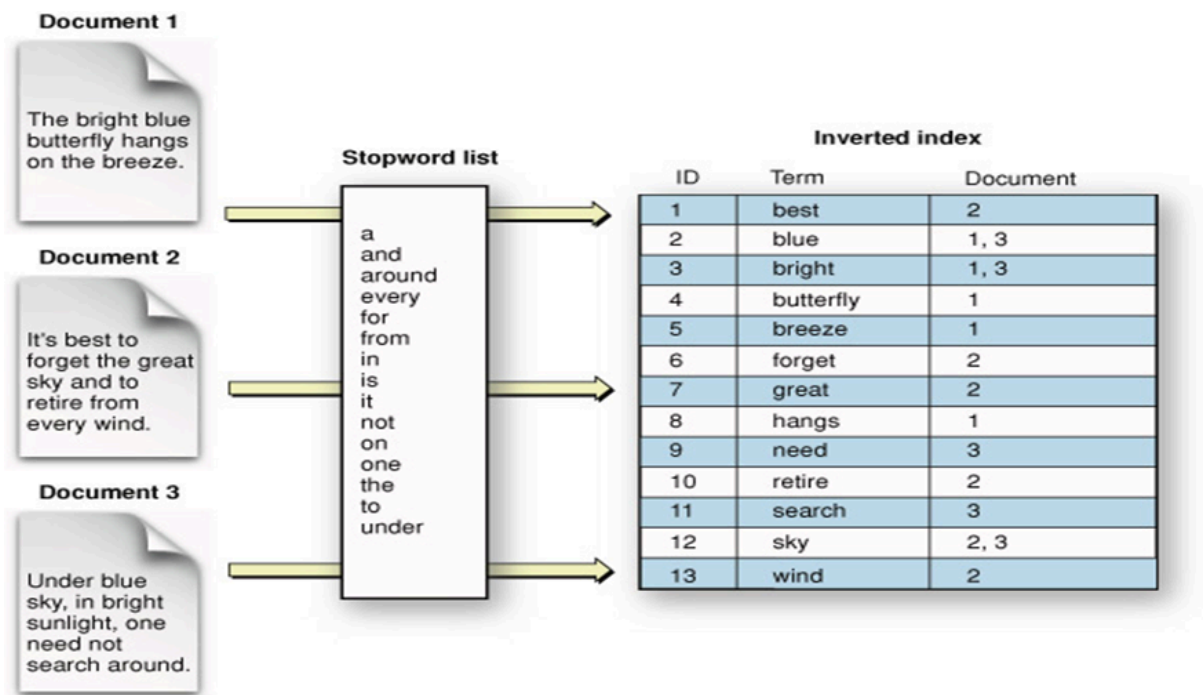 Document 1
The bright blue
butterfly hangs
on the breeze.
Document 2
It's best to
forget the great
sky and to
retire from
every wind.
Document 3
Under blue
sky, in bright
sunlight, one
need not
search around.
Stopword list
a
and
around
every
for
from
in
is
it
not
on
one
the
to
under
Inverted index
ID Term Document
1 best 2
2 blue 1, 3
3 bright 1, 3
4 butterfly 1
5 breeze 1
6 forget 2
7 great 2
8 hangs 1
9 need 3
10 retire 2
11 search 3
12 sky 2, 3
13 wind 2